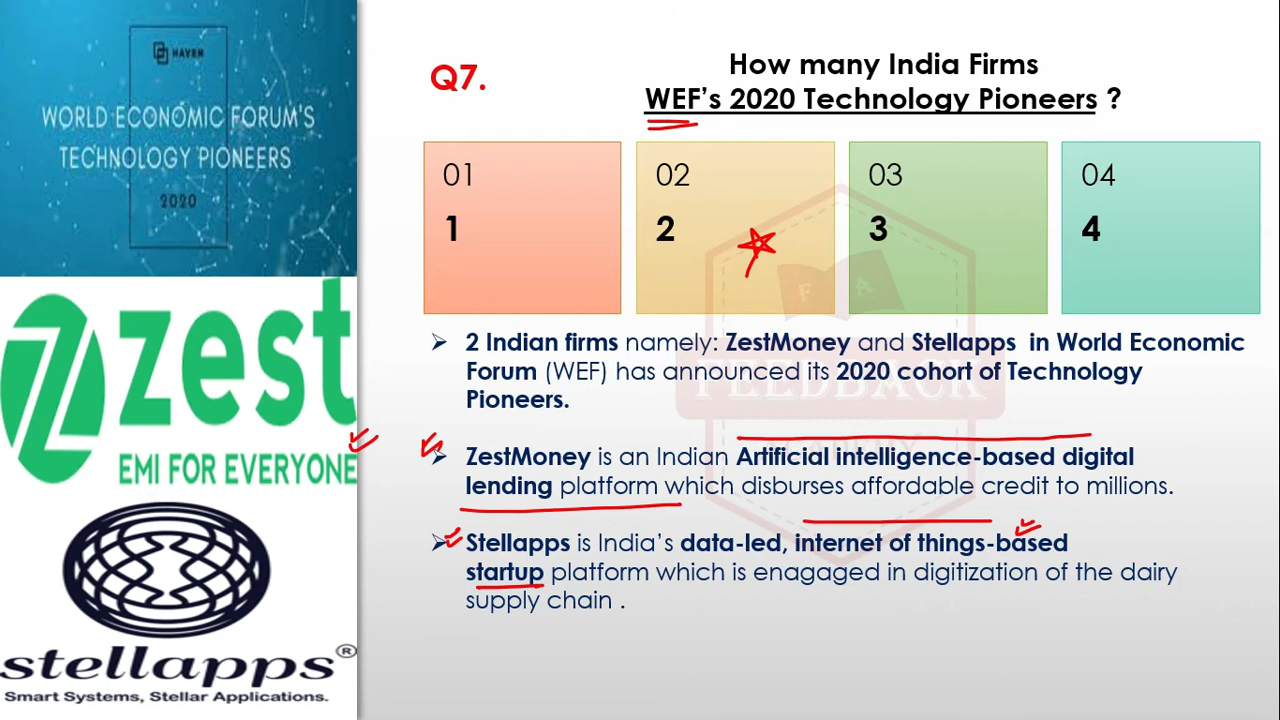 HAVEN
WORLD ECONOMIC FORUM'S
TECHNOLOGY PIONEERS
2020
zest
EMI FOR EVERYONE
stellapps®
Smart Systems, Stellar Applications.
Q7.
How many India Firms
WEF's 2020 Technology Pioneers ?
01
1
02
2
03
3
04
4
F A
FEEDBACK
ACADEMY
➢ 2 Indian firms namely: ZestMoney and Stellapps in World Economic
Forum (WEF) has announced its 2020 cohort of Technology
Pioneers.
➢ ZestMoney is an Indian Artificial intelligence-based digital
lending platform which disburses affordable credit to millions.
➢ Stellapps is India's data-led, internet of things-based
startup platform which is enagaged in digitization of the dairy
supply chain .